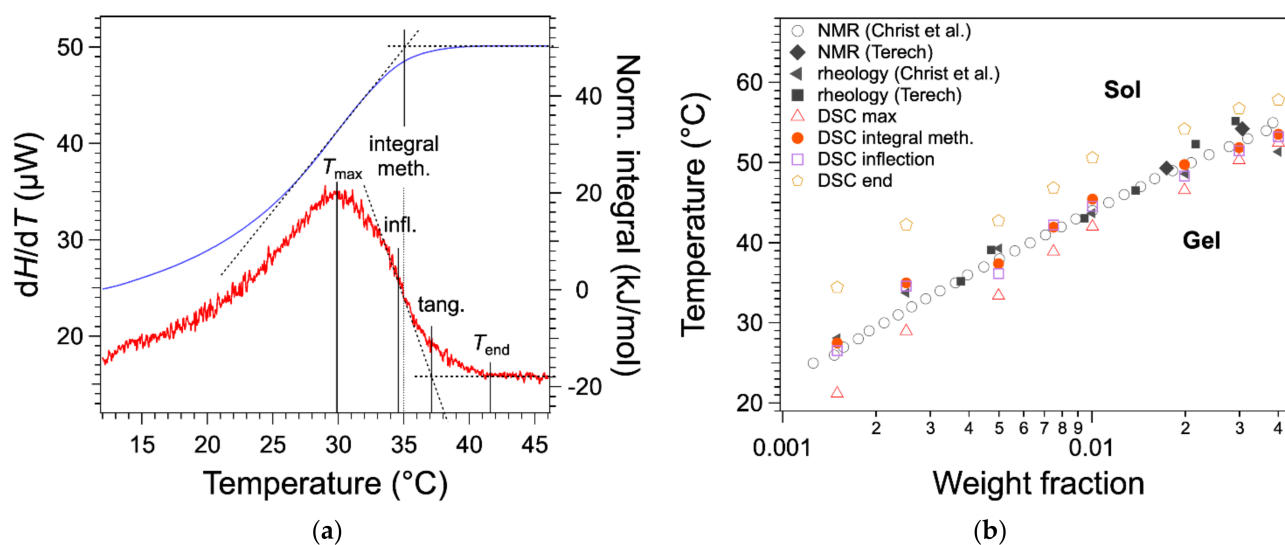 50
40
30
20
dH/dT (µW)
40
20
0
-20
Norm. integral (kJ/mol)
integral
meth.
Tmax
infl.
tang.
Tend
15
20
25
30
35
40
45
Temperature (°C)
(a)
NMR (Christ et al.)
NMR (Terech)
rheology (Christ et al.)
rheology (Terech)
DSC max
DSC integral meth.
DSC inflection
DSC end
Sol
Gel
60
50
40
30
20
Temperature (°C)
0.001
2
3
4
5
6
7
8
9
0.01
2
3
4
Weight fraction
(b)